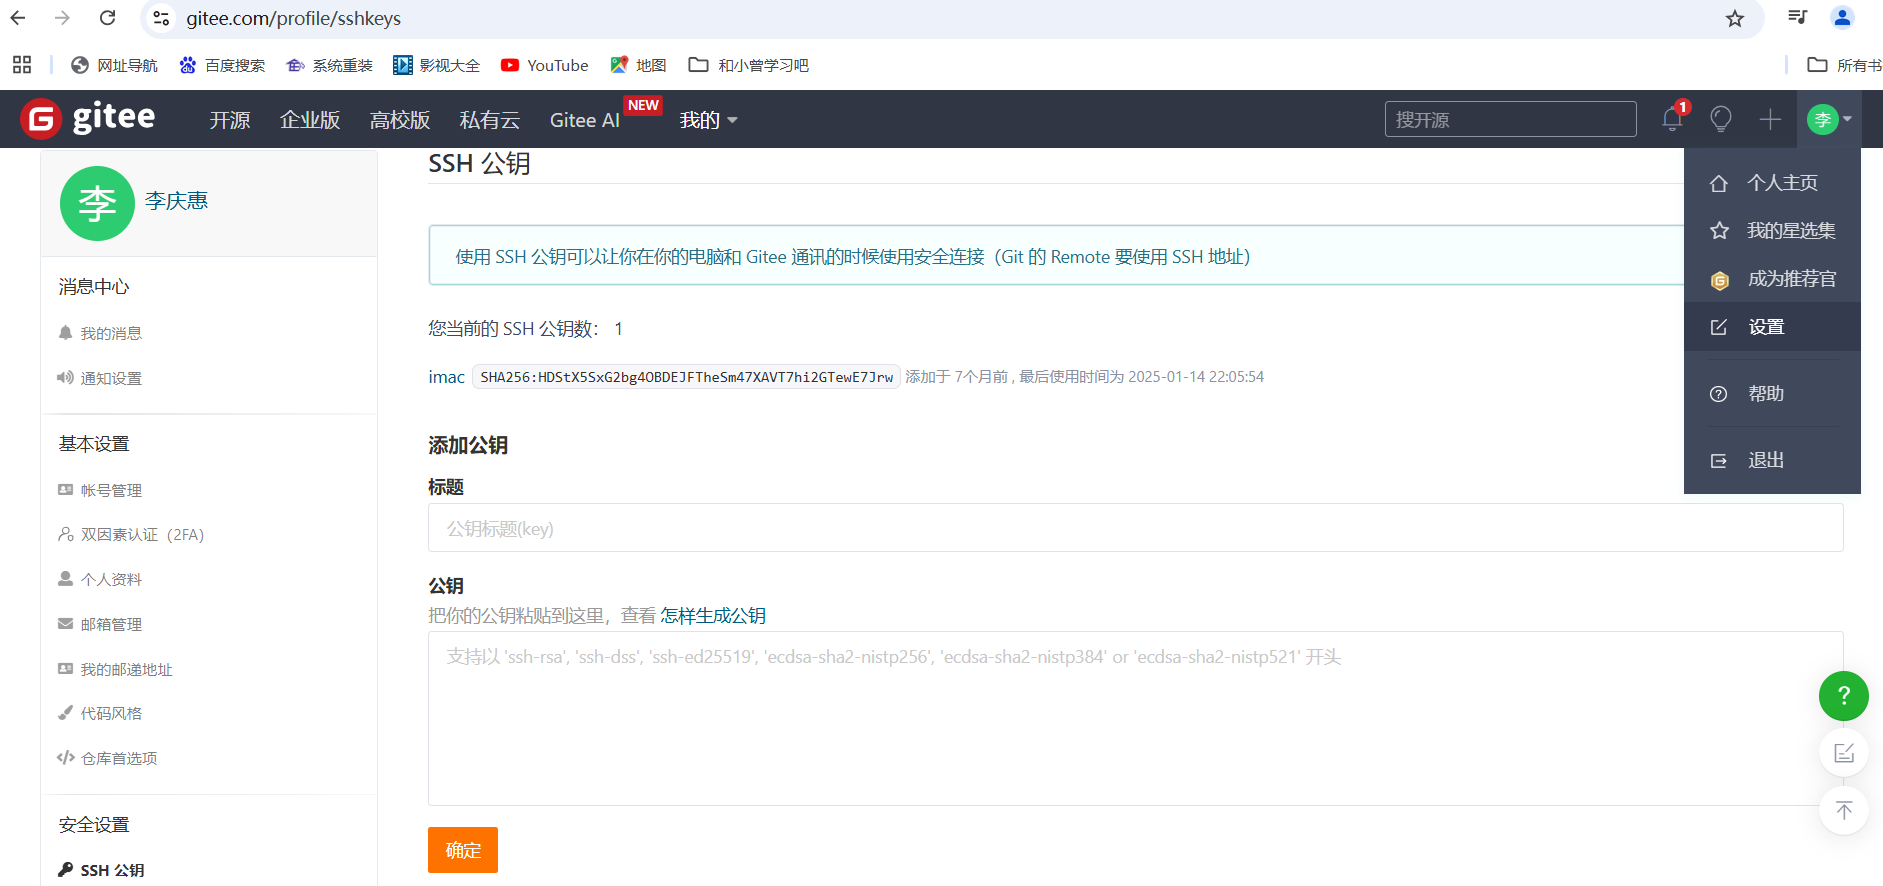 gitee.com/profile/sshkeys
网址导航 百度搜索 系统重装 影视大全 YouTube 地图 和小曾学习吧 所有书
gitee 开源 企业版 高校版 私有云 Gitee AI NEW 我的 搜开源 1 李
李 李庆惠
消息中心
我的消息
通知设置
基本设置
帐号管理
双因素认证（2FA）
个人资料
邮箱管理
我的邮递地址
代码风格
仓库首选项
安全设置
SSH 公钥
SSH 公钥
使用 SSH 公钥可以让你在你的电脑和 Gitee 通讯的时候使用安全连接（Git 的 Remote 要使用 SSH 地址）
您当前的 SSH 公钥数： 1
imac SHA256:HDStX5SxG2bg4OBDEJFTheSm47XAVT7hi2GTewE7Jrw 添加于 7个月前 , 最后使用时间为 2025-01-14 22:05:54
添加公钥
标题
公钥标题(key)
公钥
把你的公钥粘贴到这里，查看 怎样生成公钥
支持以 'ssh-rsa', 'ssh-dss', 'ssh-ed25519', 'ecdsa-sha2-nistp256', 'ecdsa-sha2-nistp384' or 'ecdsa-sha2-nistp521' 开头
确定
个人主页
我的星选集
成为推荐官
设置
帮助
退出